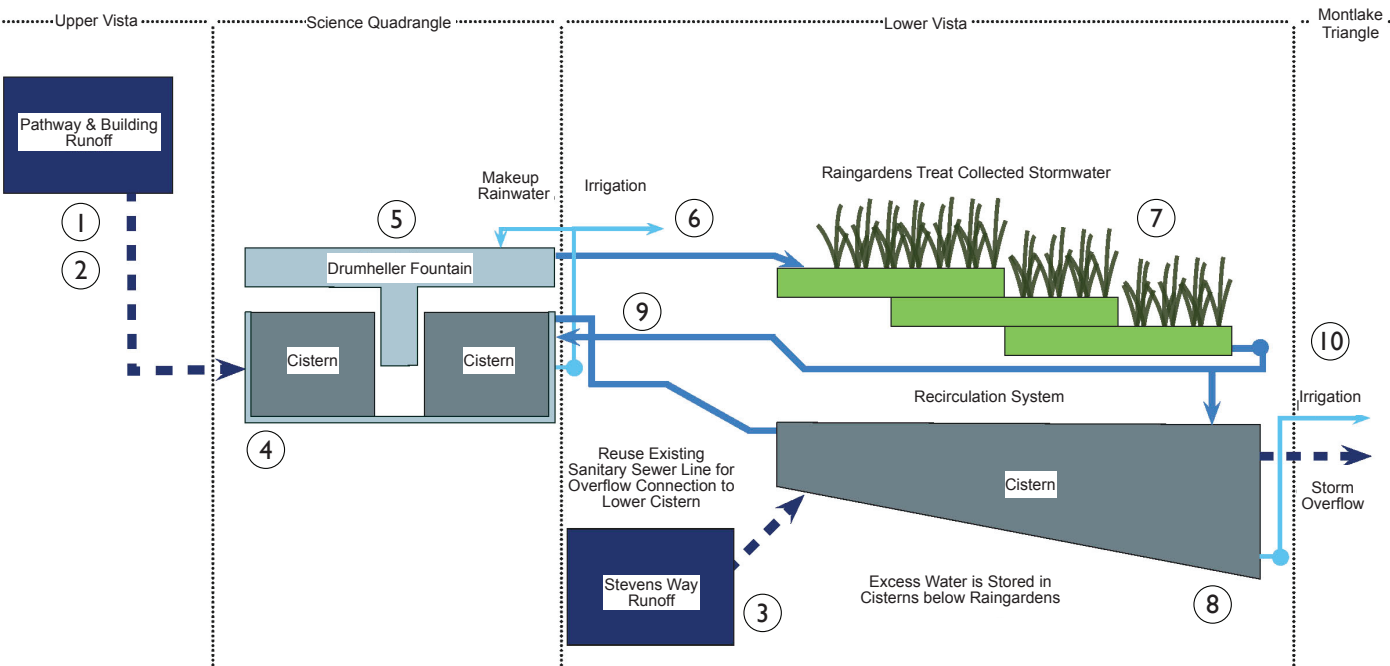 Upper Vista
Science Quadrangle
Lower Vista
Montlake
Triangle
Pathway & Building
Runoff
1
2
5
Makeup
Rainwater
Irrigation
6
Raingardens Treat Collected Stormwater
7
Drumheller Fountain
9
Cistern
Cistern
10
4
Recirculation System
Irrigation
Reuse Existing
Sanitary Sewer Line for
Overflow Connection to
Lower Cistern
Cistern
Storm
Overflow
Stevens Way
Runoff
3
Excess Water is Stored in
Cisterns below Raingardens
8